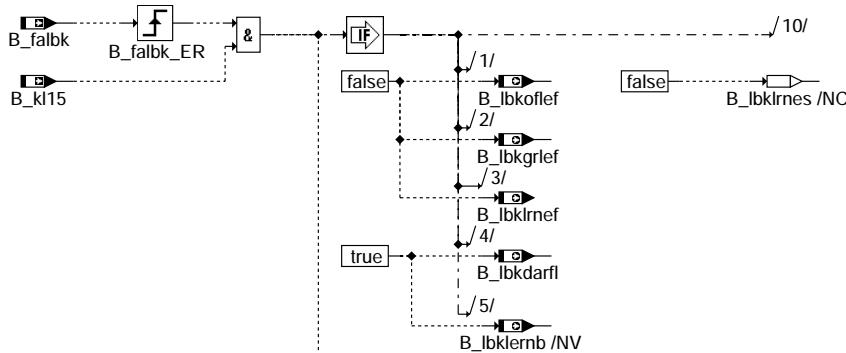 B_falbk
B_falbk_ER
&
IF
10/
B_kl15
1/
false
B_lbkoflef
false
B_lbklrnes /NC
2/
B_lbkgrlef
3/
B_lbklrnef
4/
true
B_lbkdarfl
5/
B_lbklernb /NV